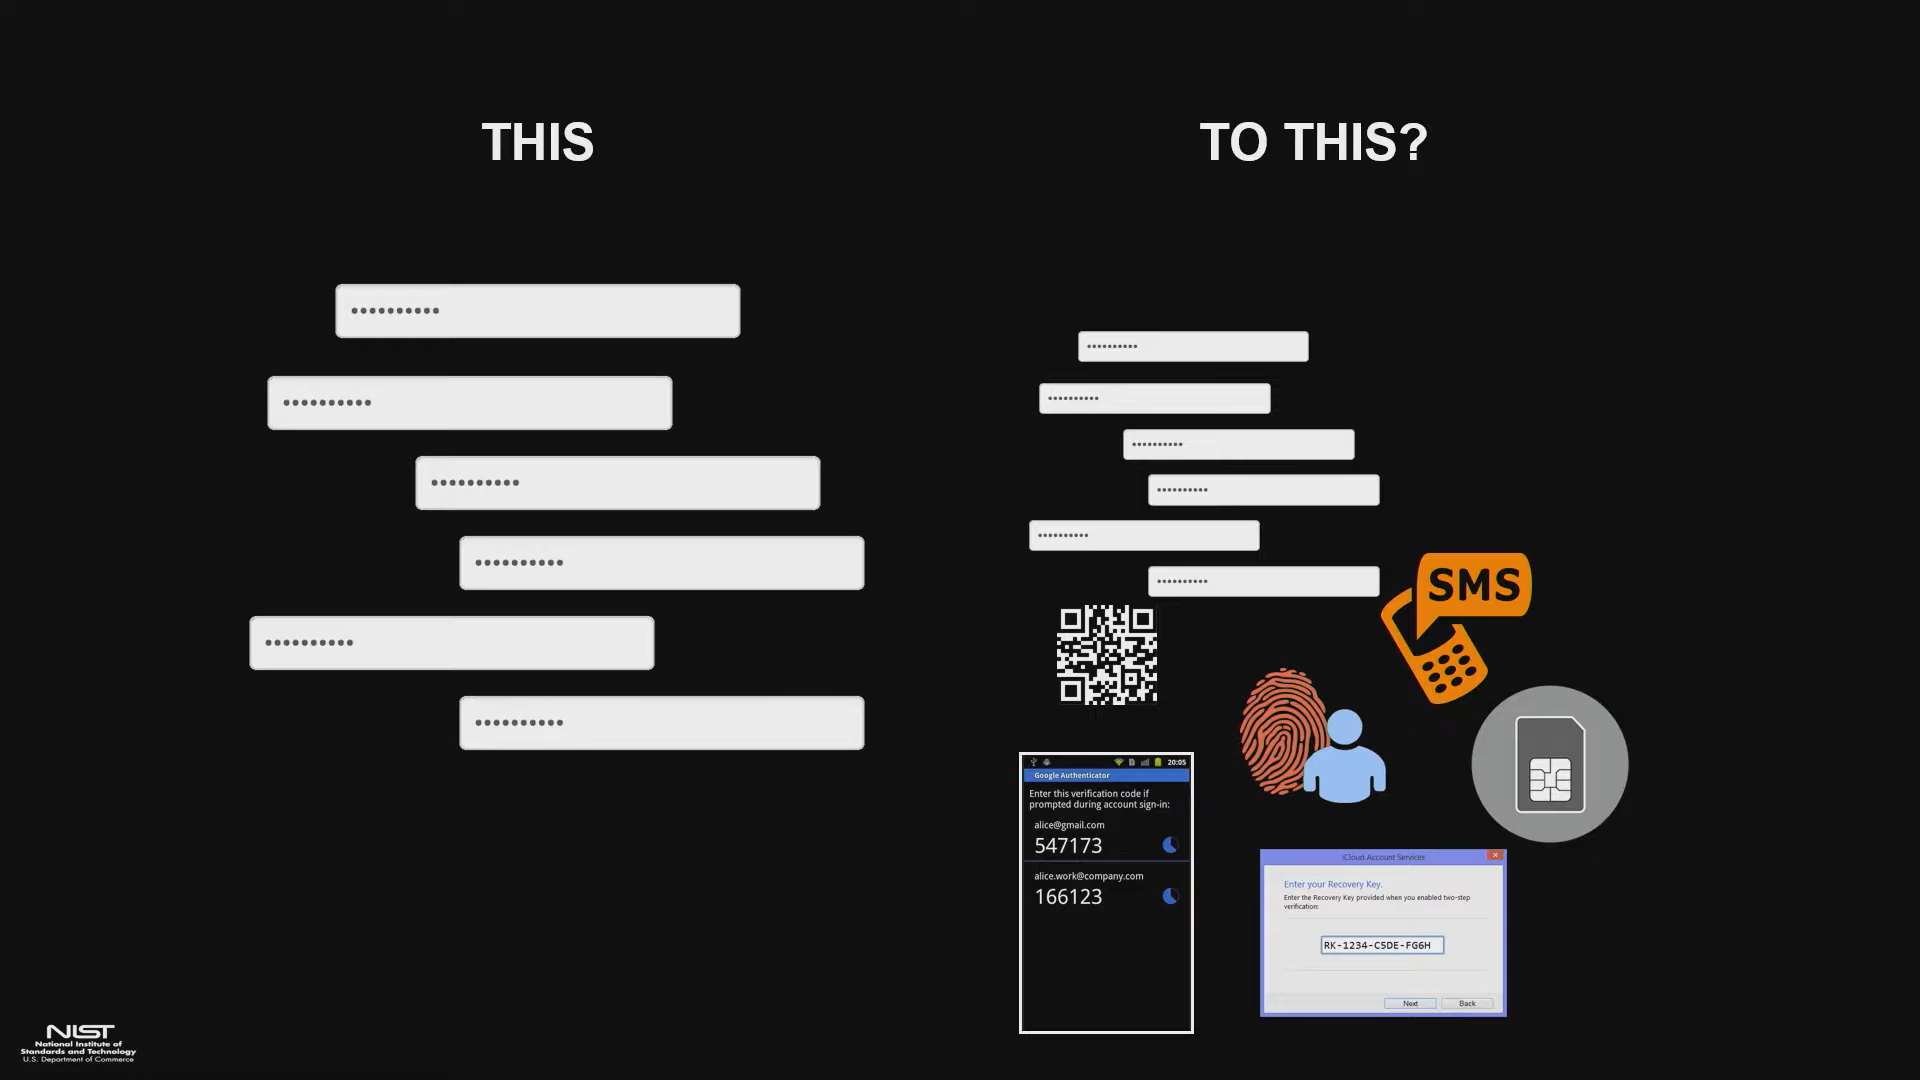 THIS
TO THIS?
••••••••••
••••••••••
••••••••••
••••••••••
••••••••••
••••••••••
••••••••••
••••••••••
••••••••••
••••••••••
••••••••••
••••••••••
SMS
20:05
Google Authenticator
Enter this verification code if
prompted during account sign-in:
alice@gmail.com
547173
alice.work@company.com
166123
iCloud Account Services
Enter your Recovery Key.
Enter the Recovery Key provided when you enabled two-step
verification:
RK-1234-C5DE-FG6H
Next Back
NIST
National Institute of
Standards and Technology
U.S. Department of Commerce